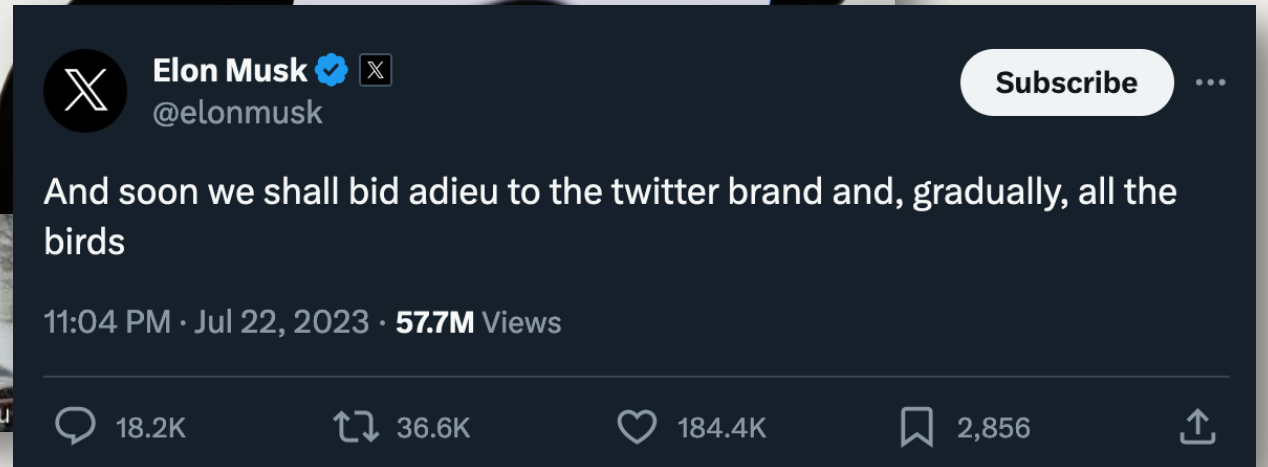 Elon Musk
@elonmusk
Subscribe
And soon we shall bid adieu to the twitter brand and, gradually, all the
birds
11:04 PM · Jul 22, 2023 · 57.7M Views
18.2K 36.6K 184.4K 2,856